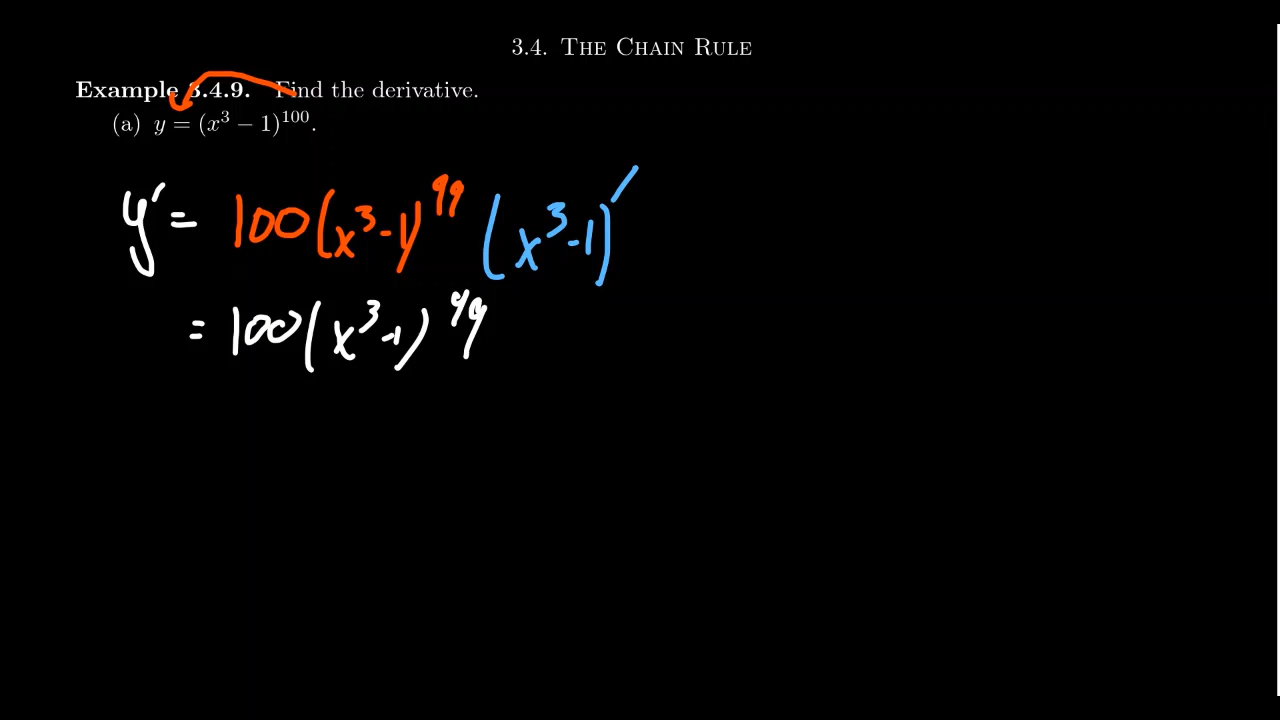 3.4. THE CHAIN RULE
Example 3.4.9. Find the derivative.
(a) y = (x³ − 1)¹⁰⁰.
y′ = 100(x³-1)⁹⁹ (x³-1)′
= 100(x³-1)⁹⁹